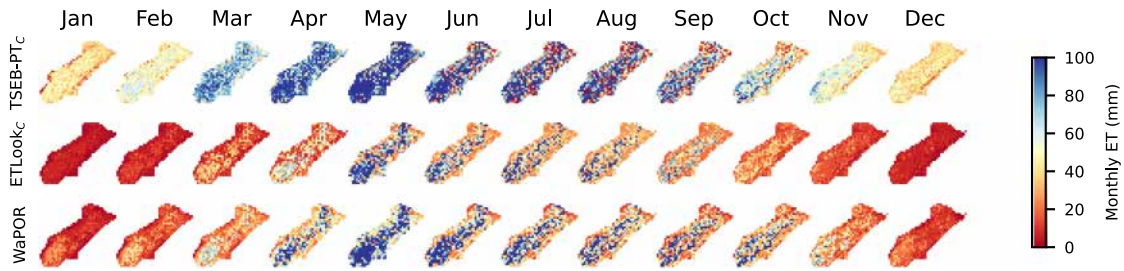 Jan Feb Mar Apr May Jun Jul Aug Sep Oct Nov Dec
TSEB-PT_C
ETLook_C
WaPOR
100
80
60
40
20
0
Monthly ET (mm)